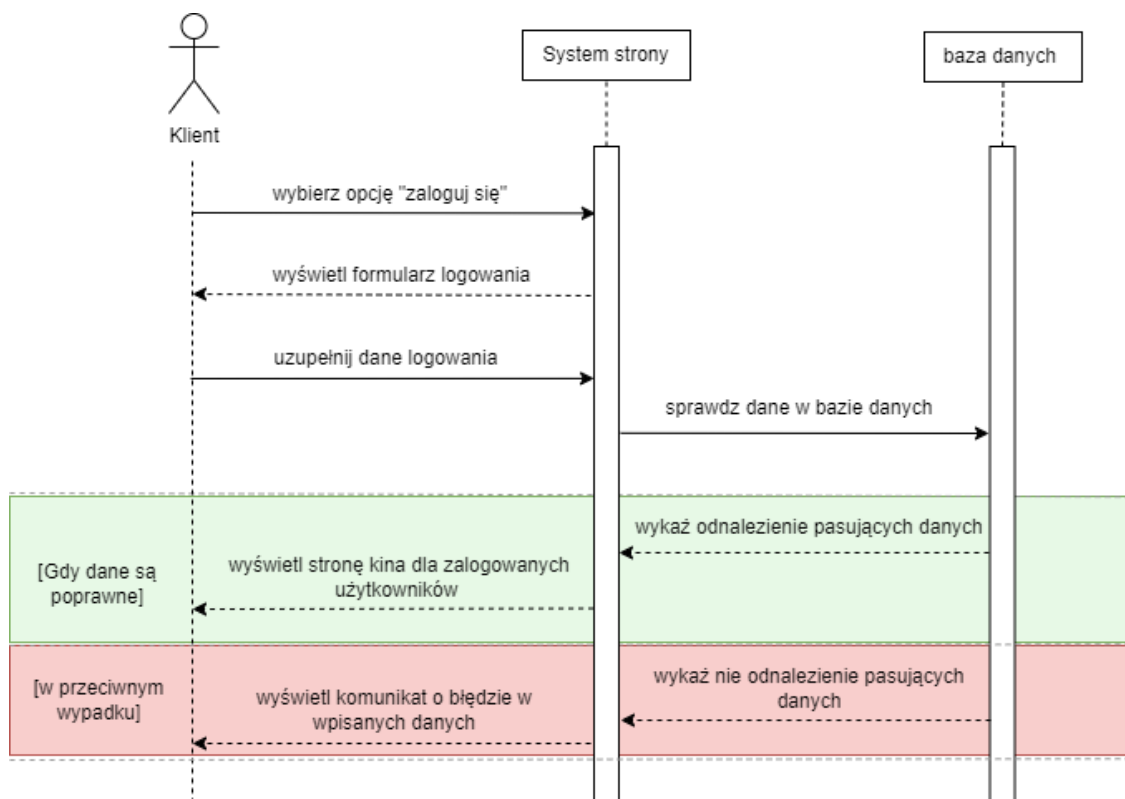 System strony
baza danych
Klient
wybierz opcję "zaloguj się"
wyświetl formularz logowania
uzupełnij dane logowania
sprawdz dane w bazie danych
wykaż odnalezienie pasujących danych
[Gdy dane są
poprawne]
wyświetl stronę kina dla zalogowanych
użytkowników
wykaż nie odnalezienie pasujących
danych
[w przeciwnym
wypadku]
wyświetl komunikat o błędzie w
wpisanych danych